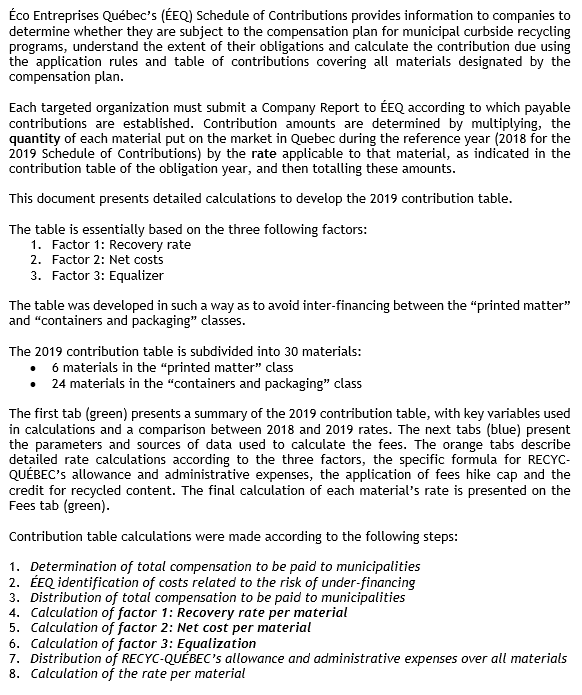 Éco Entreprises Québec’s (ÉEQ) Schedule of Contributions provides information to companies to
determine whether they are subject to the compensation plan for municipal curbside recycling
programs, understand the extent of their obligations and calculate the contribution due using
the application rules and table of contributions covering all materials designated by the
compensation plan.
Each targeted organization must submit a Company Report to ÉEQ according to which payable
contributions are established. Contribution amounts are determined by multiplying, the
quantity of each material put on the market in Quebec during the reference year (2018 for the
2019 Schedule of Contributions) by the rate applicable to that material, as indicated in the
contribution table of the obligation year, and then totalling these amounts.
This document presents detailed calculations to develop the 2019 contribution table.
The table is essentially based on the three following factors:
1. Factor 1: Recovery rate
2. Factor 2: Net costs
3. Factor 3: Equalizer
The table was developed in such a way as to avoid inter-financing between the “printed matter”
and “containers and packaging” classes.
The 2019 contribution table is subdivided into 30 materials:
• 6 materials in the “printed matter” class
• 24 materials in the “containers and packaging” class
The first tab (green) presents a summary of the 2019 contribution table, with key variables used
in calculations and a comparison between 2018 and 2019 rates. The next tabs (blue) present
the parameters and sources of data used to calculate the fees. The orange tabs describe
detailed rate calculations according to the three factors, the specific formula for RECYC-
QUÉBEC’s allowance and administrative expenses, the application of fees hike cap and the
credit for recycled content. The final calculation of each material’s rate is presented on the
Fees tab (green).
Contribution table calculations were made according to the following steps:
1. Determination of total compensation to be paid to municipalities
2. ÉEQ identification of costs related to the risk of under-financing
3. Distribution of total compensation to be paid to municipalities
4. Calculation of factor 1: Recovery rate per material
5. Calculation of factor 2: Net cost per material
6. Calculation of factor 3: Equalization
7. Distribution of RECYC-QUÉBEC’s allowance and administrative expenses over all materials
8. Calculation of the rate per material